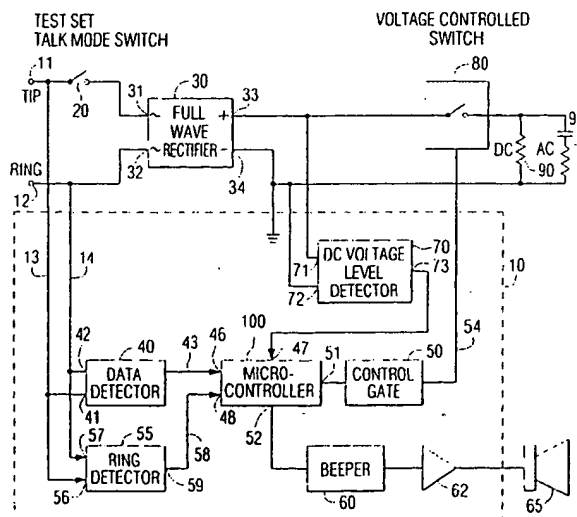 TEST SET
TALK MODE SWITCH
VOLTAGE CONTROLLED
SWITCH
11
TIP
20
31
30
33
80
FULL
WAVE
RECTIFIER
~
+
~
−
32
34
DC
90
AC
9
RING
12
13
14
71
72
DC VOLTAGE
LEVEL
DETECTOR
70
73
10
54
42
41
40
DATA
DETECTOR
43
46
48
100
47
MICRO-
CONTROLLER
51
52
50
CONTROL
GATE
57
56
55
RING
DETECTOR
58
59
BEEPER
60
62
65